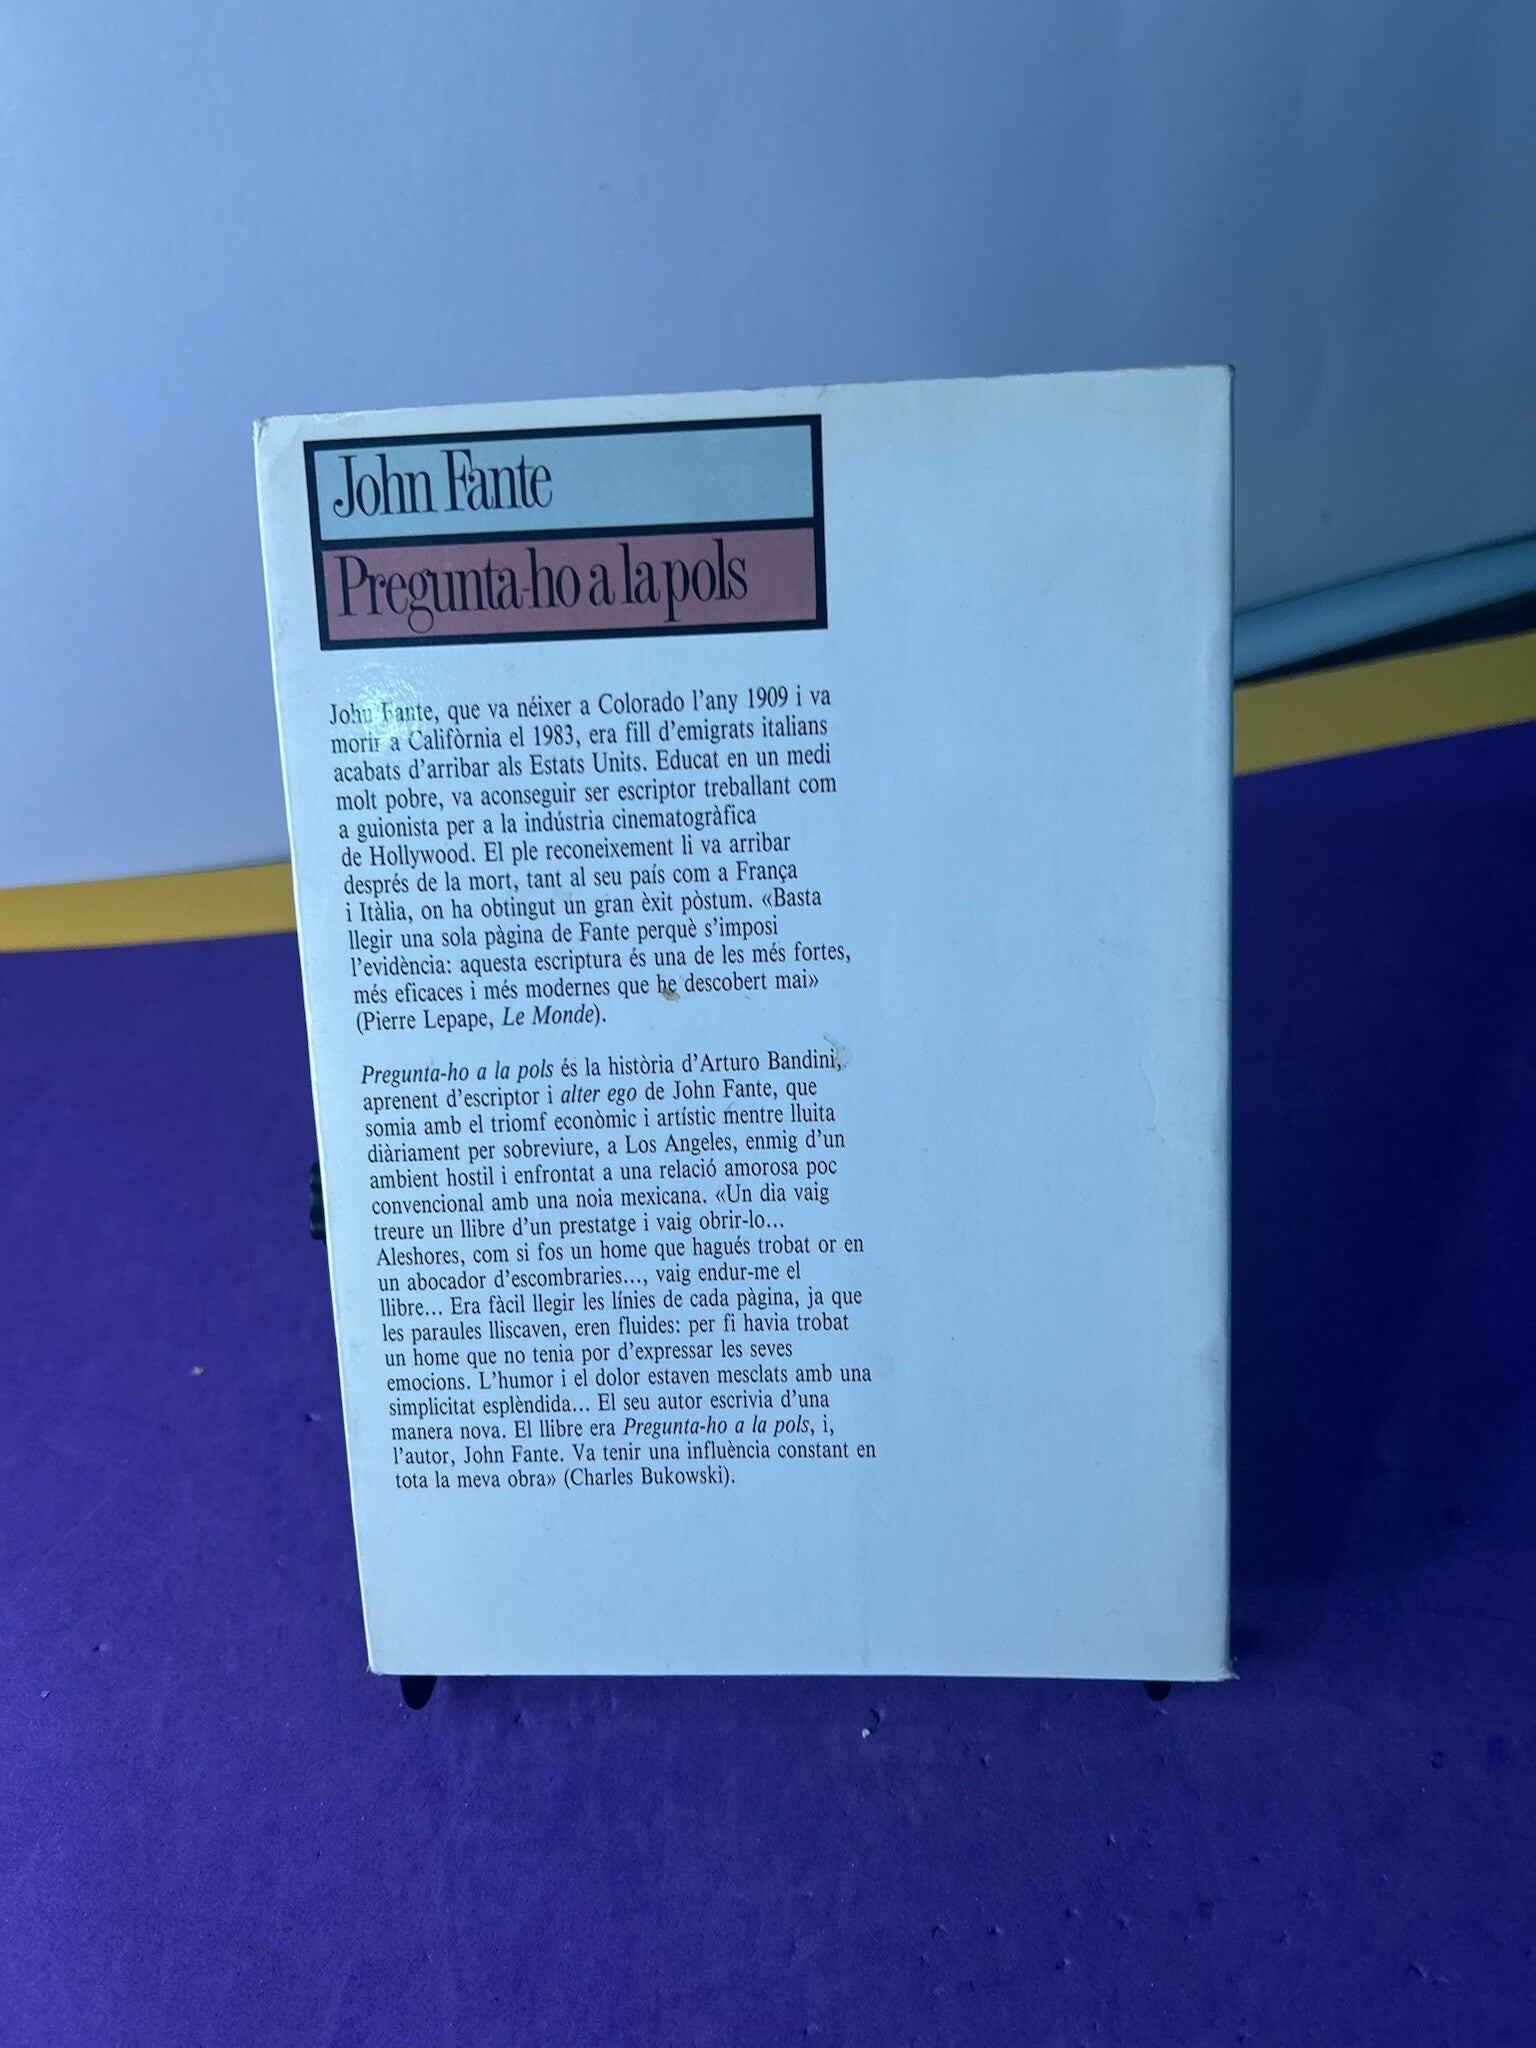 John Fante
Pregunta-ho a la pols
John Fante, que va néixer a Colorado l'any 1909 i va
morir a Califòrnia el 1983, era fill d'emigrats italians
acabats d'arribar als Estats Units. Educat en un medi
molt pobre, va aconseguir ser escriptor treballant com
a guionista per a la indústria cinematogràfica
de Hollywood. El ple reconeixement li va arribar
després de la mort, tant al seu país com a França
i Itàlia, on ha obtingut un gran èxit pòstum. «Basta
llegir una sola pàgina de Fante perquè s'imposi
l'evidència: aquesta escriptura és una de les més fortes,
més eficaces i més modernes que he descobert mai»
(Pierre Lepape, Le Monde).
Pregunta-ho a la pols és la història d'Arturo Bandini,
aprenent d'escriptor i alter ego de John Fante, que
somia amb el triomf econòmic i artístic mentre lluita
diàriament per sobreviure, a Los Angeles, enmig d'un
ambient hostil i enfrontat a una relació amorosa poc
convencional amb una noia mexicana. «Un dia vaig
treure un llibre d'un prestatge i vaig obrir-lo...
Aleshores, com si fos un home que hagués trobat or en
un abocador d'escombraries..., vaig endur-me el
llibre... Era fàcil llegir les línies de cada pàgina, ja que
les paraules lliscaven, eren fluides: per fi havia trobat
un home que no tenia por d'expressar les seves
emocions. L'humor i el dolor estaven mesclats amb una
simplicitat esplèndida... El seu autor escrivia d'una
manera nova. El llibre era Pregunta-ho a la pols, i,
l'autor, John Fante. Va tenir una influència constant en
tota la meva obra» (Charles Bukowski).